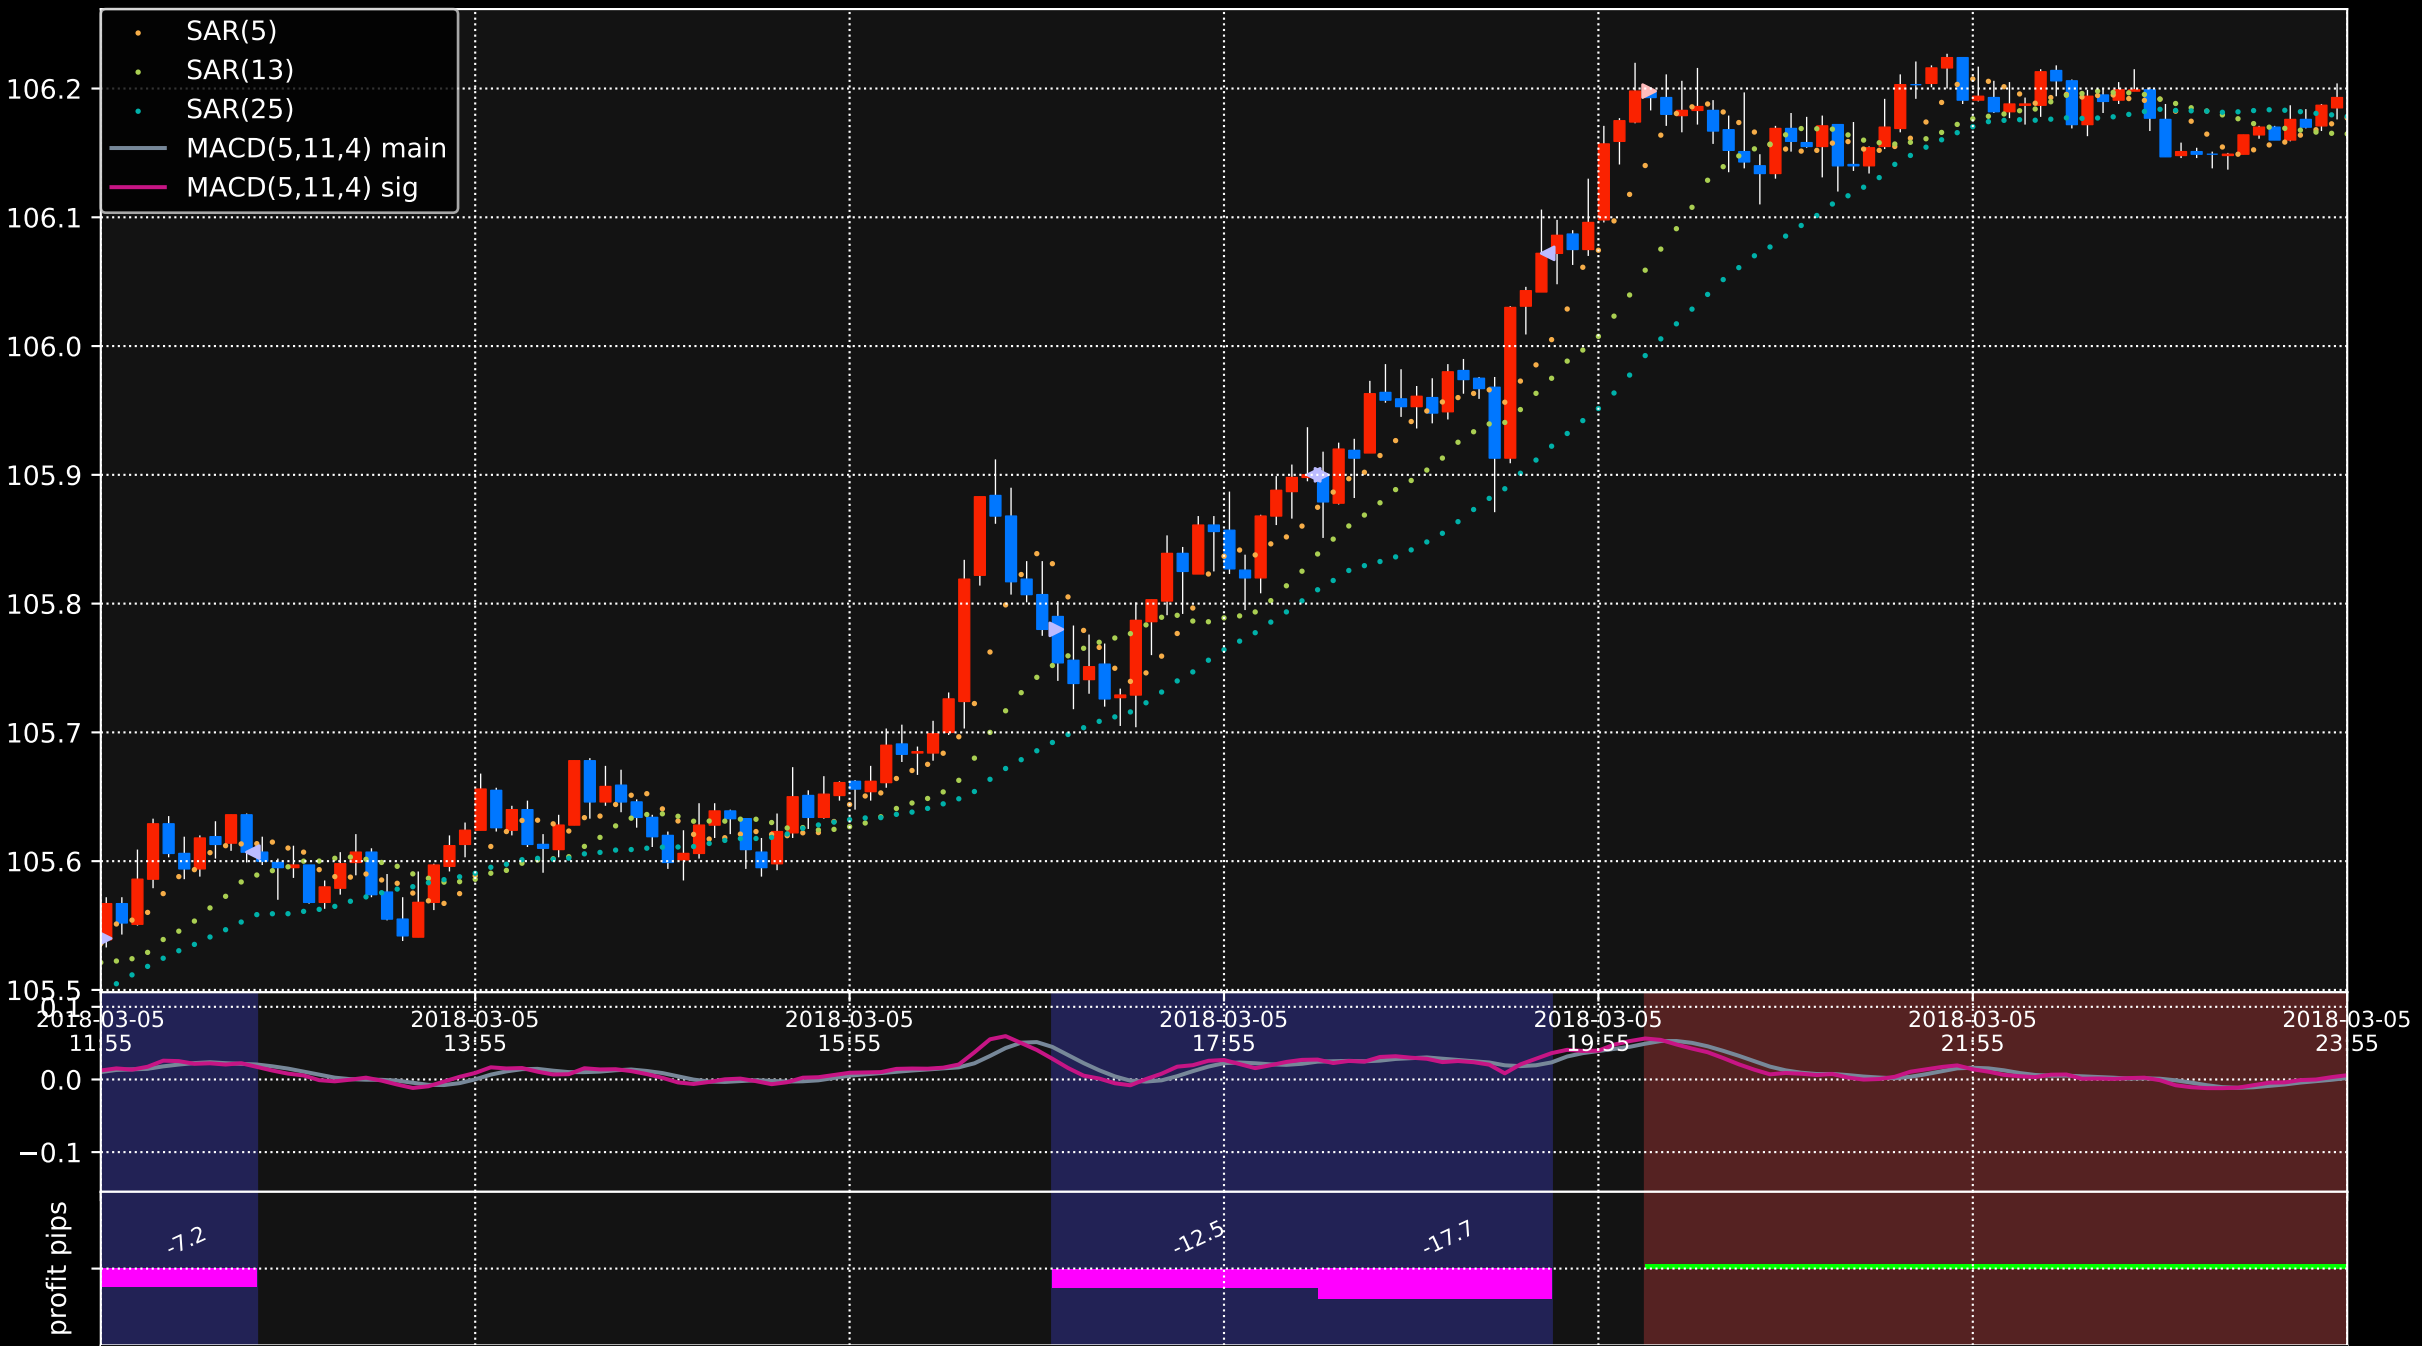 SAR(5)
SAR(13)
SAR(25)
MACD(5,11,4) main
MACD(5,11,4) sig
106.2
106.1
106.0
105.9
105.8
105.7
105.6
105.5
0.1
2018-03-05 2018-03-05 2018-03-05 2018-03-05 2018-03-05 2018-03-05 2018-03-05
11:55 13:55 15:55 17:55 19:55 21:55 23:55
0.0
−0.1
profit pips
-7.2 -12.5 -17.7